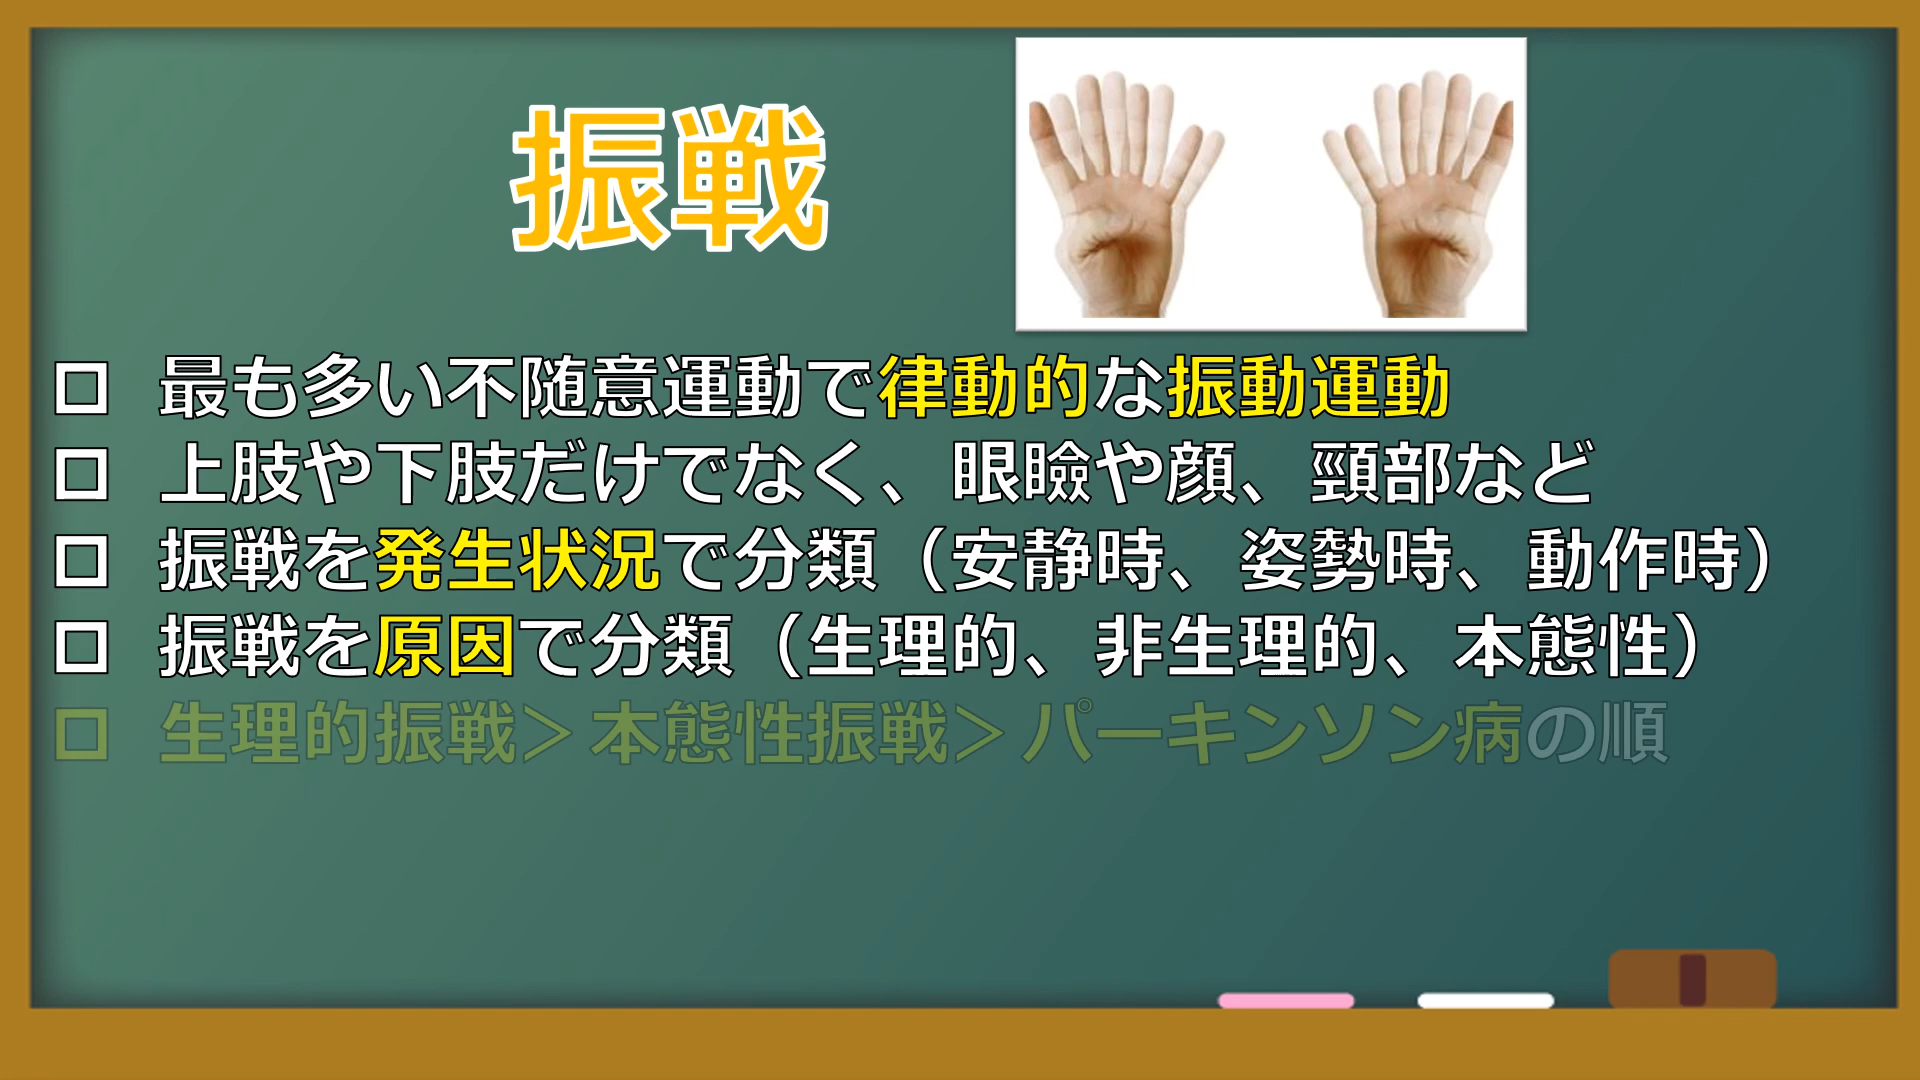 振戦
□ 最も多い不随意運動で律動的な振動運動
□ 上肢や下肢だけでなく、眼瞼や顔、頸部など
□ 振戦を発生状況で分類（安静時、姿勢時、動作時）
□ 振戦を原因で分類（生理的、非生理的、本態性）
□ 生理的振戦＞本態性振戦＞パーキンソン病の順